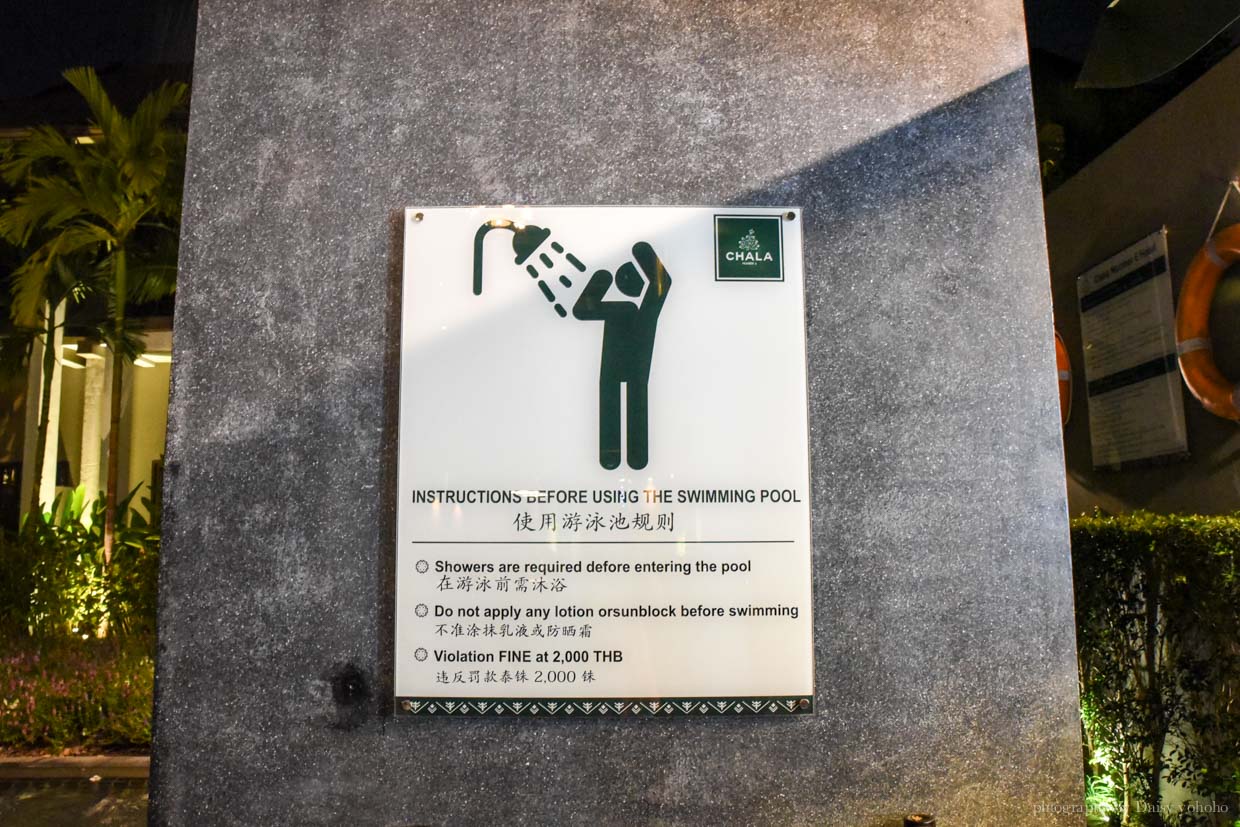 CHALA
INSTRUCTIONS BEFORE USING THE SWIMMING POOL
使用游泳池规则
Showers are required defore entering the pool
在游泳前需沐浴
Do not apply any lotion orsunblock before swimming
不准涂抹乳液或防晒霜
Violation FINE at 2,000 THB
违反罚款泰铢 2,000 铢
Daisy yohoho